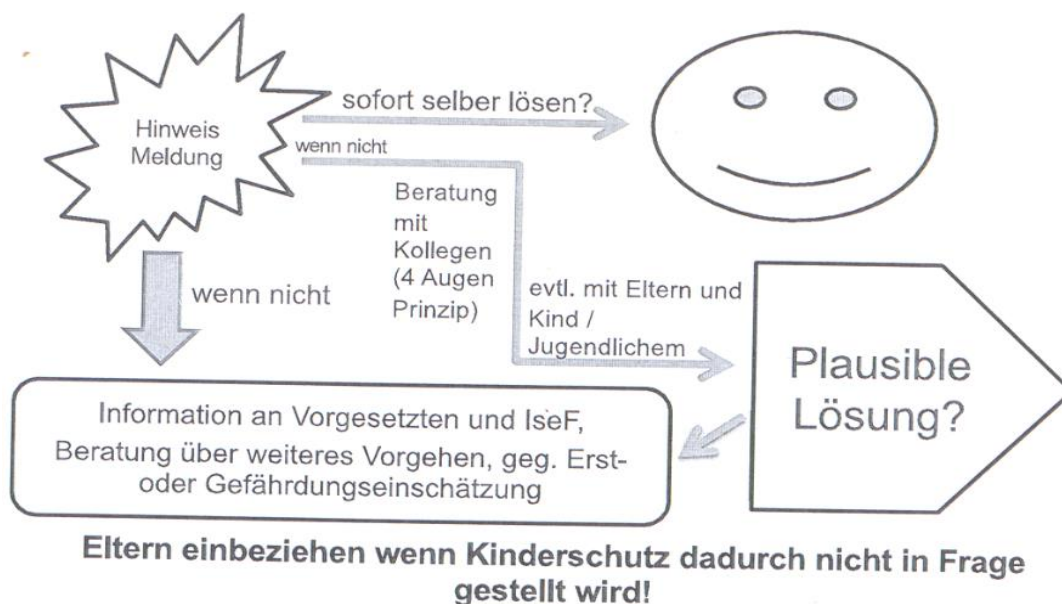 Hinweis
Meldung
sofort selber lösen?
wenn nicht
Beratung
mit
Kollegen
(4 Augen
Prinzip)
evtl. mit Eltern und
Kind /
Jugendlichem
Plausible
Lösung?
wenn nicht
Information an Vorgesetzten und IseF,
Beratung über weiteres Vorgehen, geg. Erst-
oder Gefährdungseinschätzung
Eltern einbeziehen wenn Kinderschutz dadurch nicht in Frage
gestellt wird!